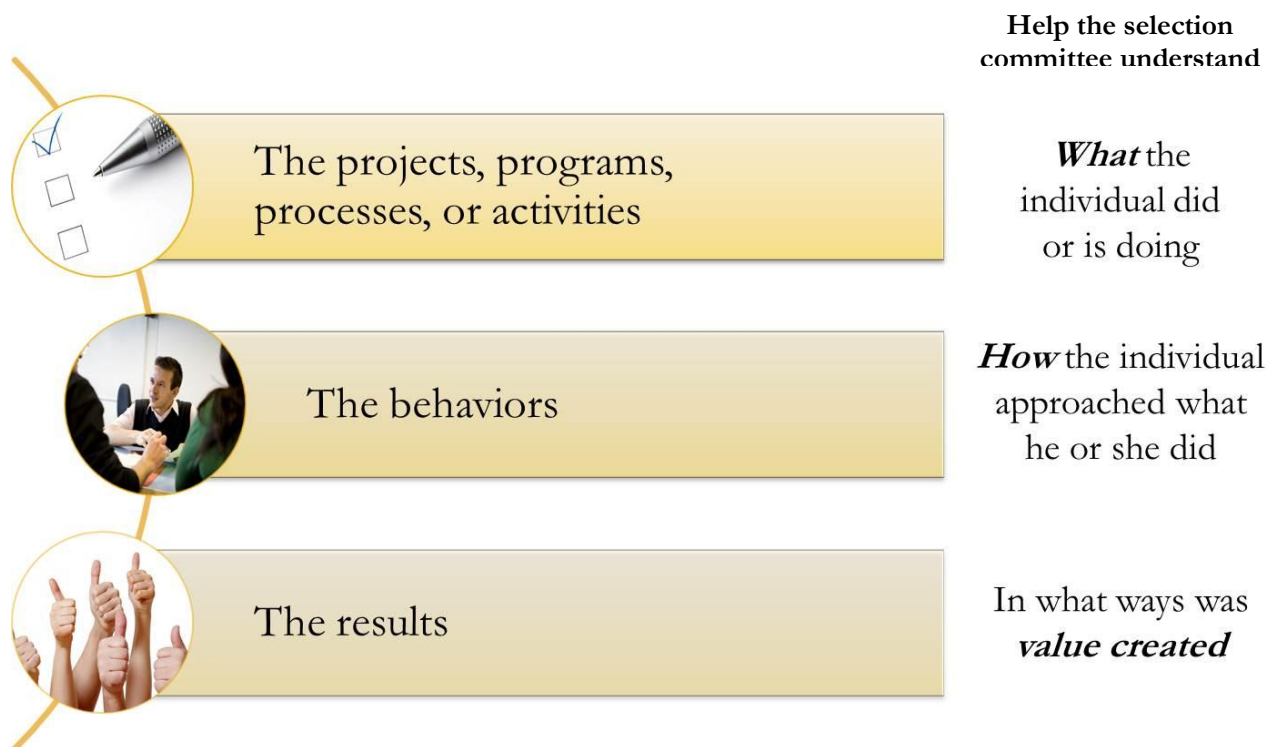 Help the selection
committee understand
The projects, programs,
processes, or activities
What the
individual did
or is doing
The behaviors
How the individual
approached what
he or she did
The results
In what ways was
value created